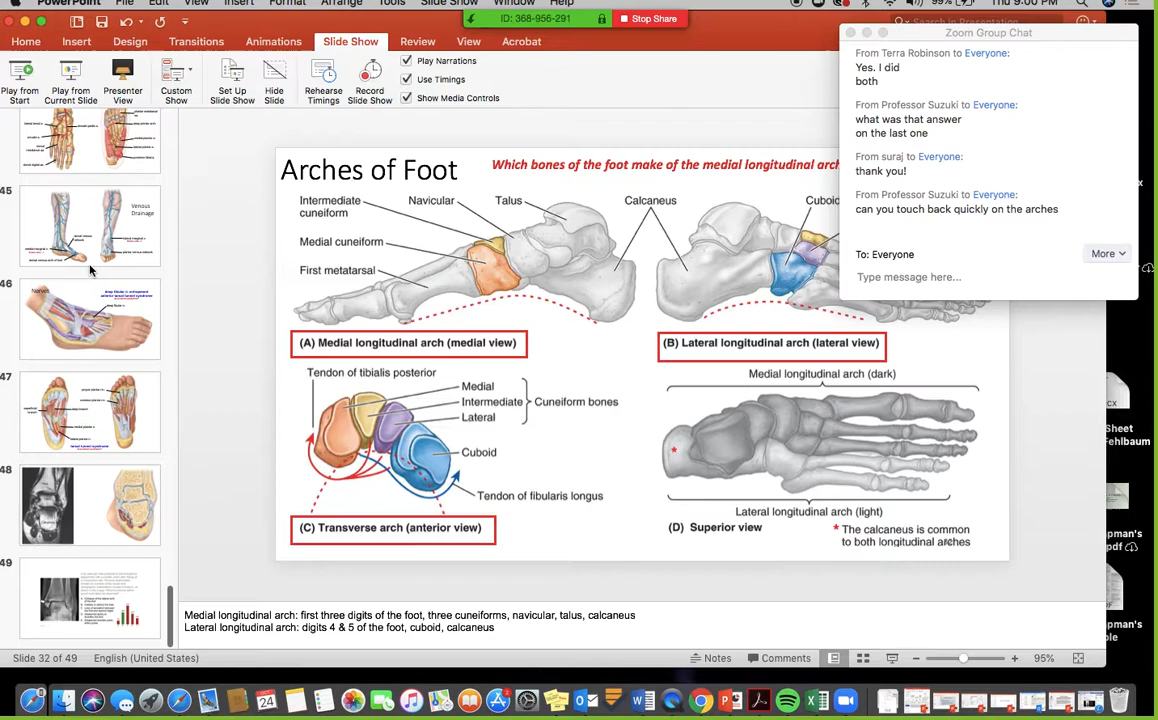 PowerPoint File Edit View Insert Format Arrange Tools Slide Show Window Help 99% Thu 9:00 PM
ID: 368-956-291 Stop Share
Search in Presentation
Home Insert Design Transitions Animations Slide Show Review View Acrobat
Play from Start
Play from Current Slide
Presenter View
Custom Show
Set Up Slide Show
Hide Slide
Rehearse Timings
Record Slide Show
Play Narrations
Use Timings
Show Media Controls
Zoom Group Chat
From Terra Robinson to Everyone:
Yes. I did
both
From Professor Suzuki to Everyone:
what was that answer
on the last one
From suraj to Everyone:
thank you!
From Professor Suzuki to Everyone:
can you touch back quickly on the arches
To: Everyone
More
Type message here...
45
Venous
Drainage
46
Nerves
47
48
49
Arches of Foot
Which bones of the foot make of the medial longitudinal arch
Intermediate
cuneiform
Navicular
Talus
Calcaneus
Cuboid
Medial cuneiform
First metatarsal
(A) Medial longitudinal arch (medial view)
(B) Lateral longitudinal arch (lateral view)
Tendon of tibialis posterior
Medial
Intermediate
Lateral
Cuneiform bones
Cuboid
Tendon of fibularis longus
(C) Transverse arch (anterior view)
Medial longitudinal arch (dark)
*
Lateral longitudinal arch (light)
(D) Superior view
* The calcaneus is common
to both longitudinal arches
Medial longitudinal arch: first three digits of the foot, three cuneiforms, navicular, talus, calcaneus
Lateral longitudinal arch: digits 4 & 5 of the foot, cuboid, calcaneus
Sheet
Fehlbaum
Slide 32 of 49 English (United States) Notes Comments 95%
24